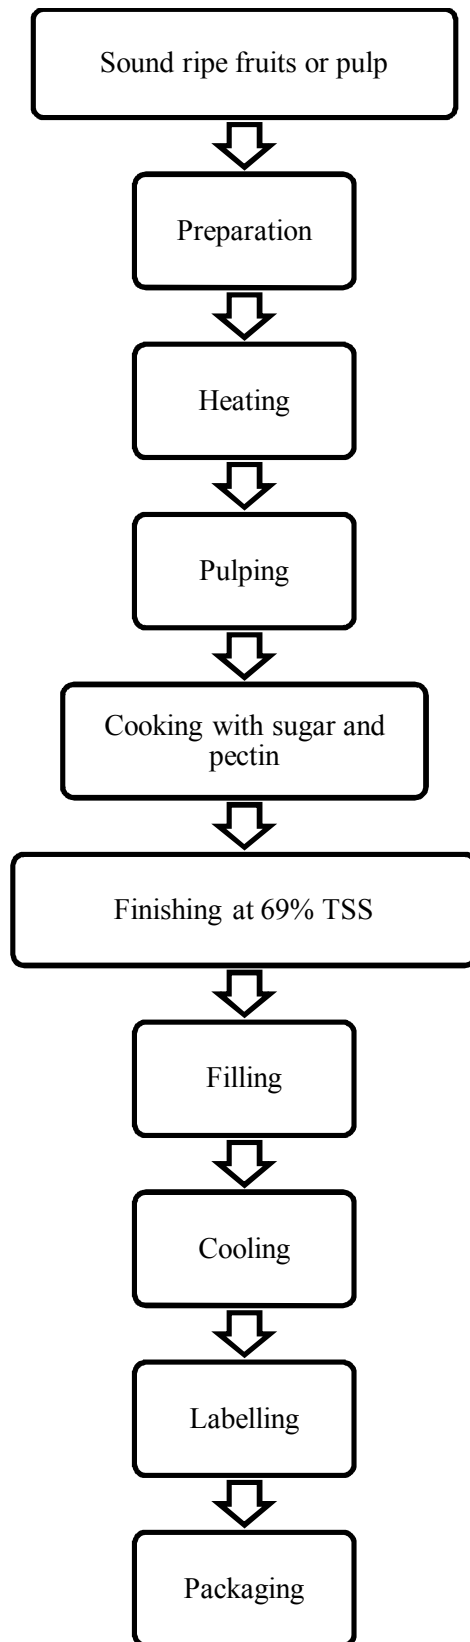 Sound ripe fruits or pulp
Preparation
Heating
Pulping
Cooking with sugar and
pectin
Finishing at 69% TSS
Filling
Cooling
Labelling
Packaging